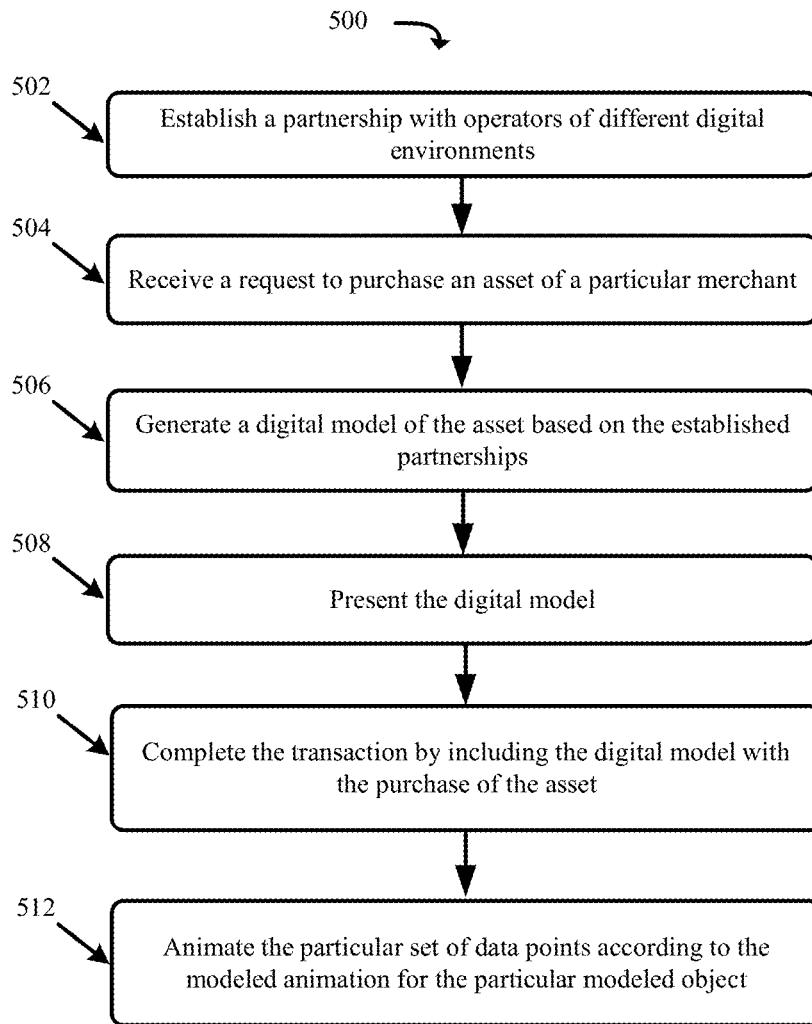 500
502
Establish a partnership with operators of different digital
environments
504
Receive a request to purchase an asset of a particular merchant
506
Generate a digital model of the asset based on the established
partnerships
508
Present the digital model
510
Complete the transaction by including the digital model with
the purchase of the asset
512
Animate the particular set of data points according to the
modeled animation for the particular modeled object